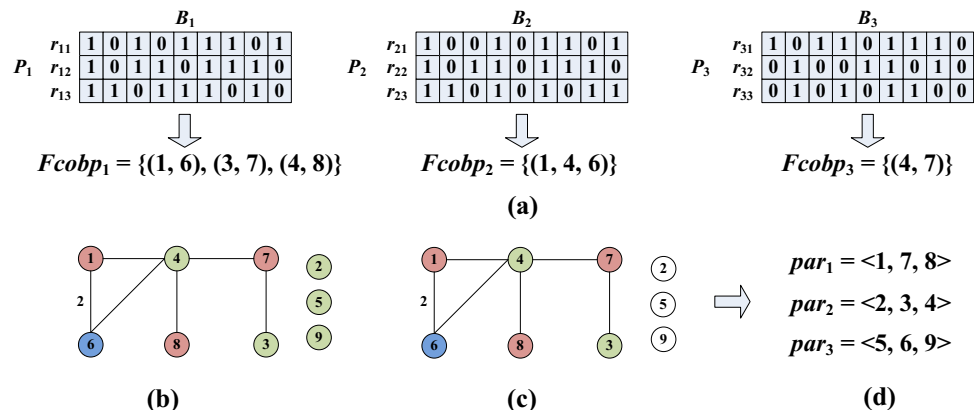 B1 B2 B3
r11 1 0 1 0 1 1 1 0 1 r21 1 0 0 1 0 1 1 0 1 r31 1 0 1 1 0 1 1 1 0
P1 r12 1 0 1 1 0 1 1 1 0 P2 r22 1 0 1 1 0 1 1 1 0 P3 r32 0 1 0 0 1 1 0 1 0
r13 1 1 0 1 1 1 0 1 0 r23 1 1 0 1 0 1 0 1 1 r33 0 1 0 1 0 1 1 0 0
Fcobp1 = {(1, 6), (3, 7), (4, 8)} Fcobp2 = {(1, 4, 6)} Fcobp3 = {(4, 7)}
(a)
1 4 7 2 1 4 7 2 par1 = <1, 7, 8>
2 5 2 5 par2 = <2, 3, 4>
6 8 3 9 6 8 3 9 par3 = <5, 6, 9>
(b) (c) (d)